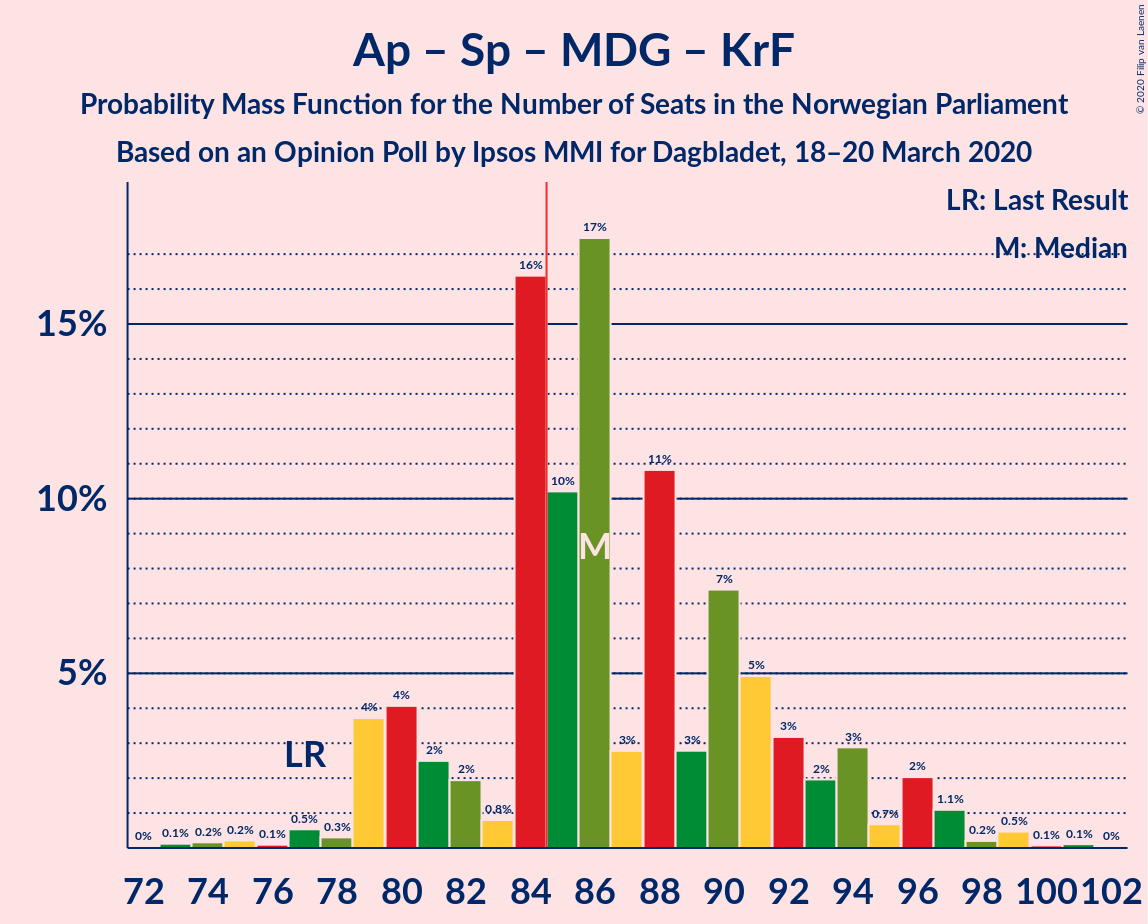 Ap – Sp – MDG – KrF
Probability Mass Function for the Number of Seats in the Norwegian Parliament
Based on an Opinion Poll by Ipsos MMI for Dagbladet, 18–20 March 2020
© 2020 Filip van Laenen
LR: Last Result
M: Median
15%
10%
5%
0% 0.1% 0.2% 0.2% 0.1% 0.5% 0.3% 4% 4% 2% 2% 0.8% 16% 10% 17% 3% 11% 3% 7% 5% 3% 2% 3% 0.7% 2% 1.1% 0.2% 0.5% 0.1% 0.1% 0%
LR
M
72 74 76 78 80 82 84 86 88 90 92 94 96 98 100 102